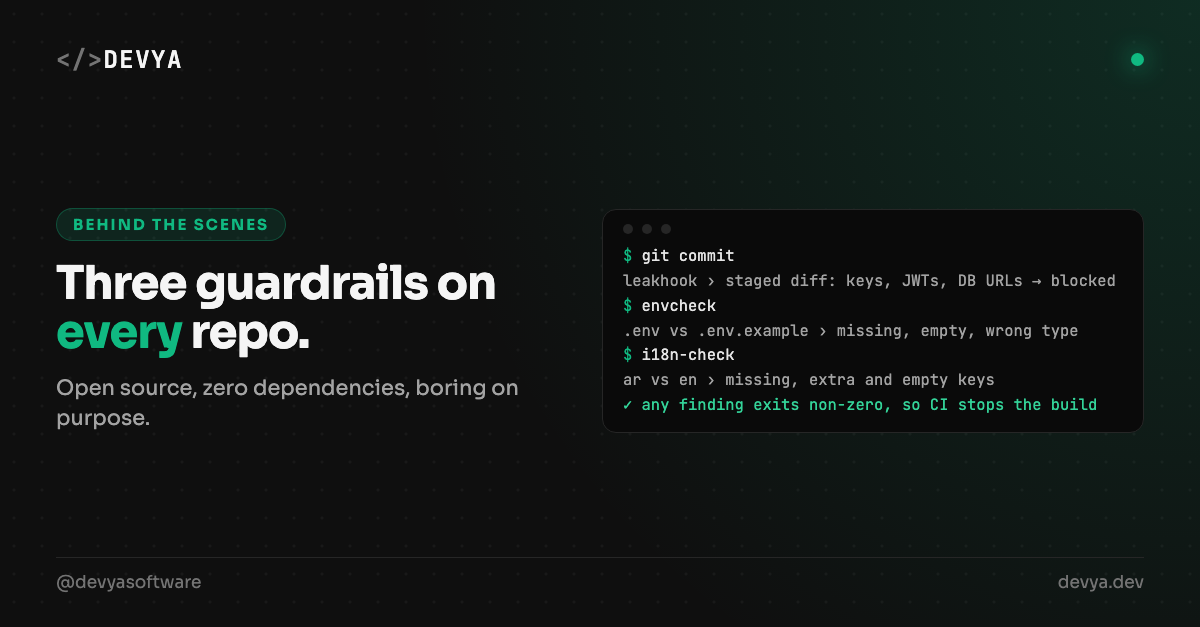 </>DEVYA
BEHIND THE SCENES
Three guardrails on
every repo.
Open source, zero dependencies, boring on
purpose.
$ git commit
leakhook › staged diff: keys, JWTs, DB URLs → blocked
$ envcheck
.env vs .env.example › missing, empty, wrong type
$ i18n-check
ar vs en › missing, extra and empty keys
✓ any finding exits non-zero, so CI stops the build
@devyasoftware
devya.dev